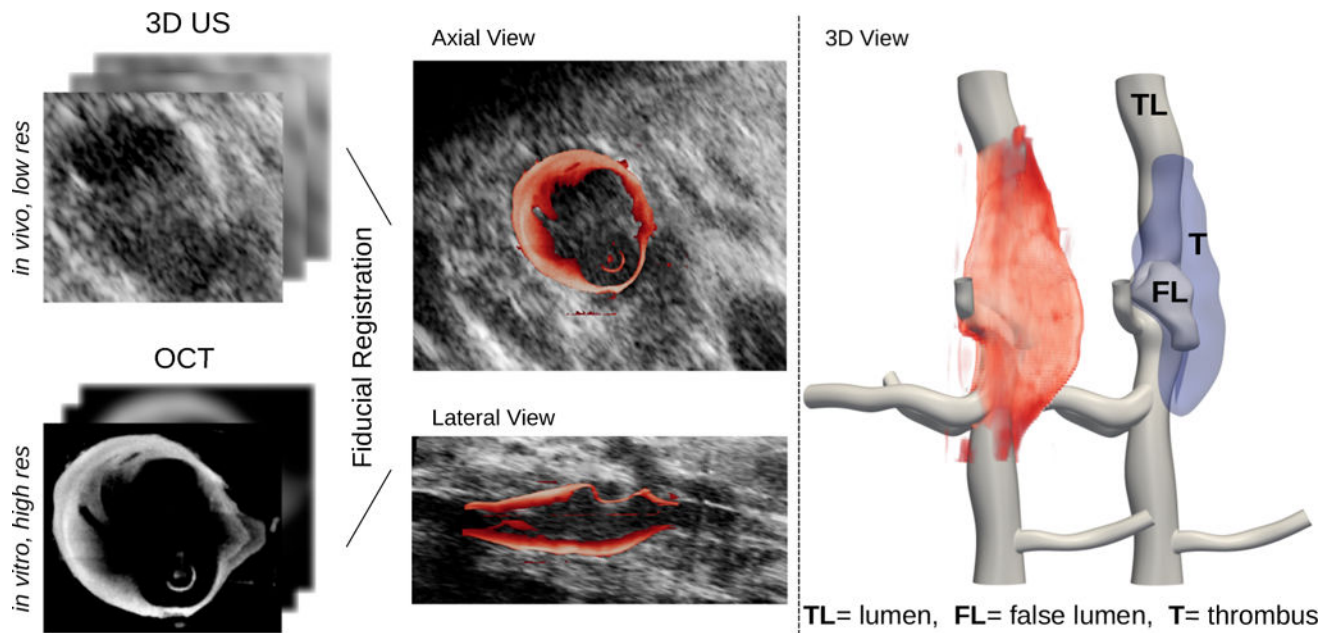 3D US
in vivo, low res
OCT
in vitro, high res
Fiducial Registration
Axial View
Lateral View
3D View
TL
T
FL
TL= lumen, FL= false lumen, T= thrombus